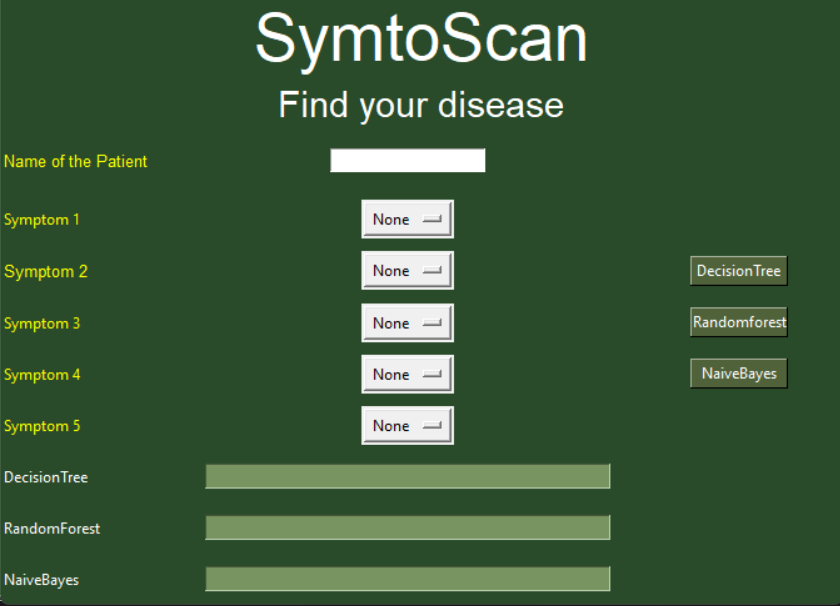 SymtoScan
Find your disease
Name of the Patient
Symptom 1 None
Symptom 2 None DecisionTree
Symptom 3 None Randomforest
Symptom 4 None NaiveBayes
Symptom 5 None
DecisionTree
RandomForest
NaiveBayes